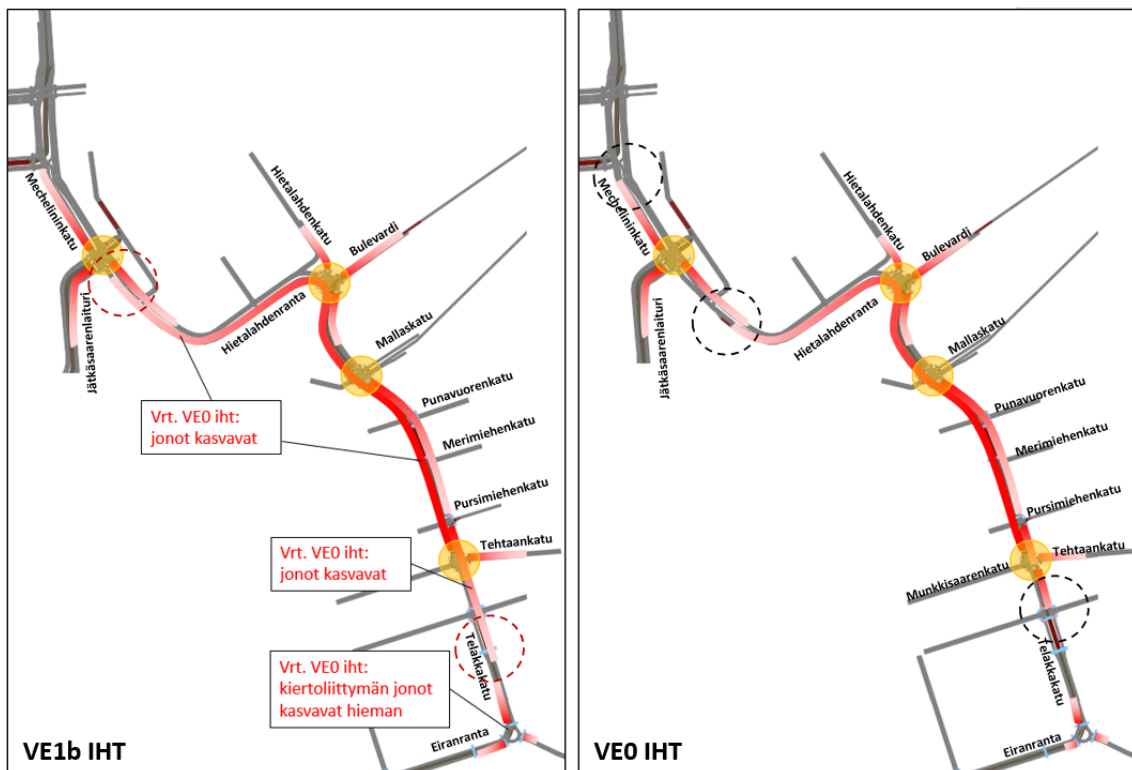 Mechelininkatu
Hietalahdenkatu
Bulevardi
Jätkäsaarenlaituri
Hietalahdenranta
Mallaskatu
Vrt. VE0 iht:
jonot kasvavat
Punavuorenkatu
Merimiehenkatu
Pursimiehenkatu
Vrt. VE0 iht:
jonot kasvavat
Tehtaankatu
Telakkakatu
Vrt. VE0 iht:
kiertoliittymän jonot
kasvavat hieman
Eiranranta
VE1b IHT
Mechelininkatu
Hietalahdenkatu
Bulevardi
Jätkäsaarenlaituri
Hietalahdenranta
Mallaskatu
Punavuorenkatu
Merimiehenkatu
Pursimiehenkatu
Tehtaankatu
Munkkisaarenkatu
Telakkakatu
Eiranranta
VE0 IHT